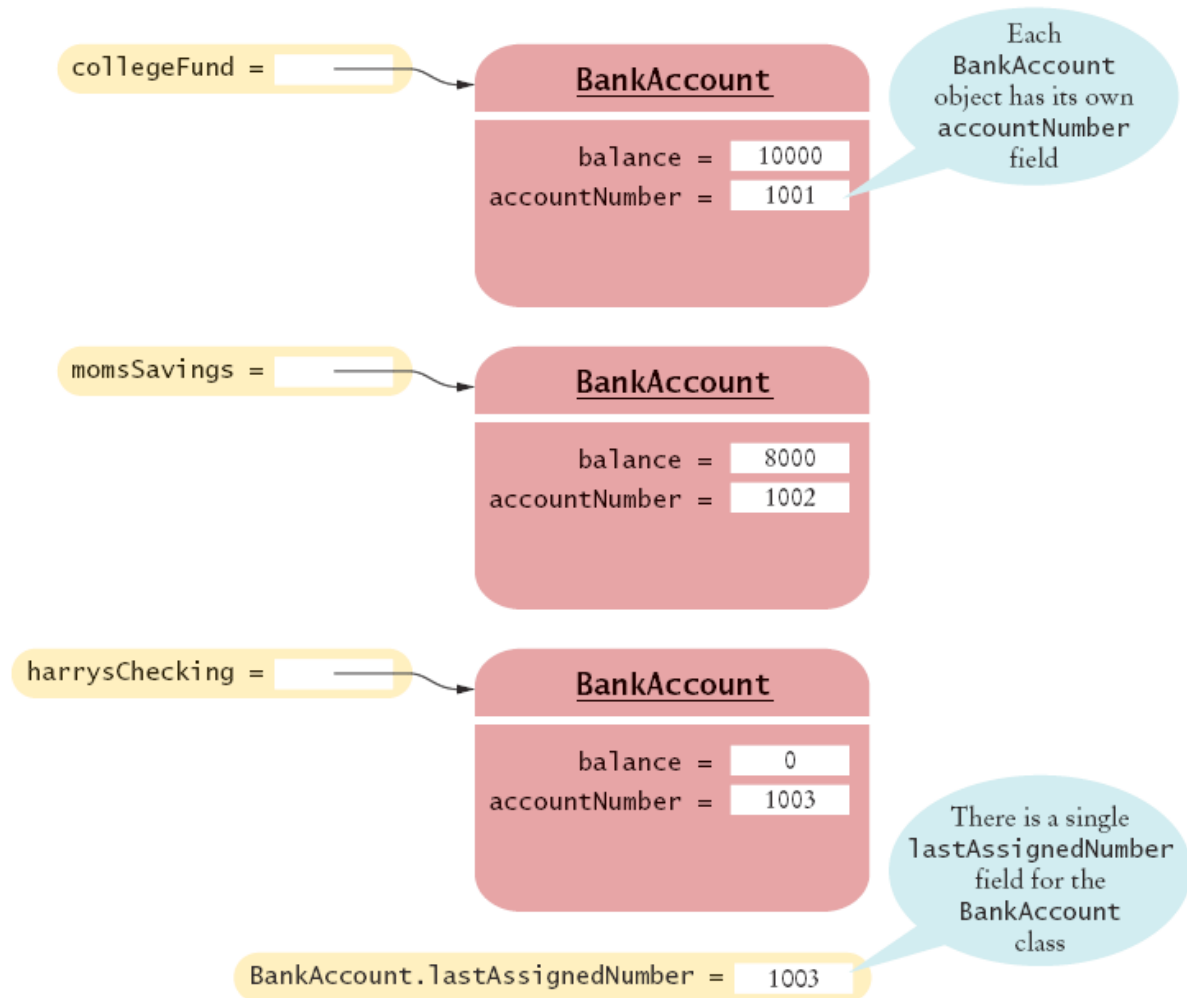 collegeFund =
BankAccount
balance = 10000
accountNumber = 1001
Each
BankAccount
object has its own
accountNumber
field
momsSavings =
BankAccount
balance = 8000
accountNumber = 1002
harrysChecking =
BankAccount
balance = 0
accountNumber = 1003
There is a single
lastAssignedNumber
field for the
BankAccount
class
BankAccount.lastAssignedNumber = 1003